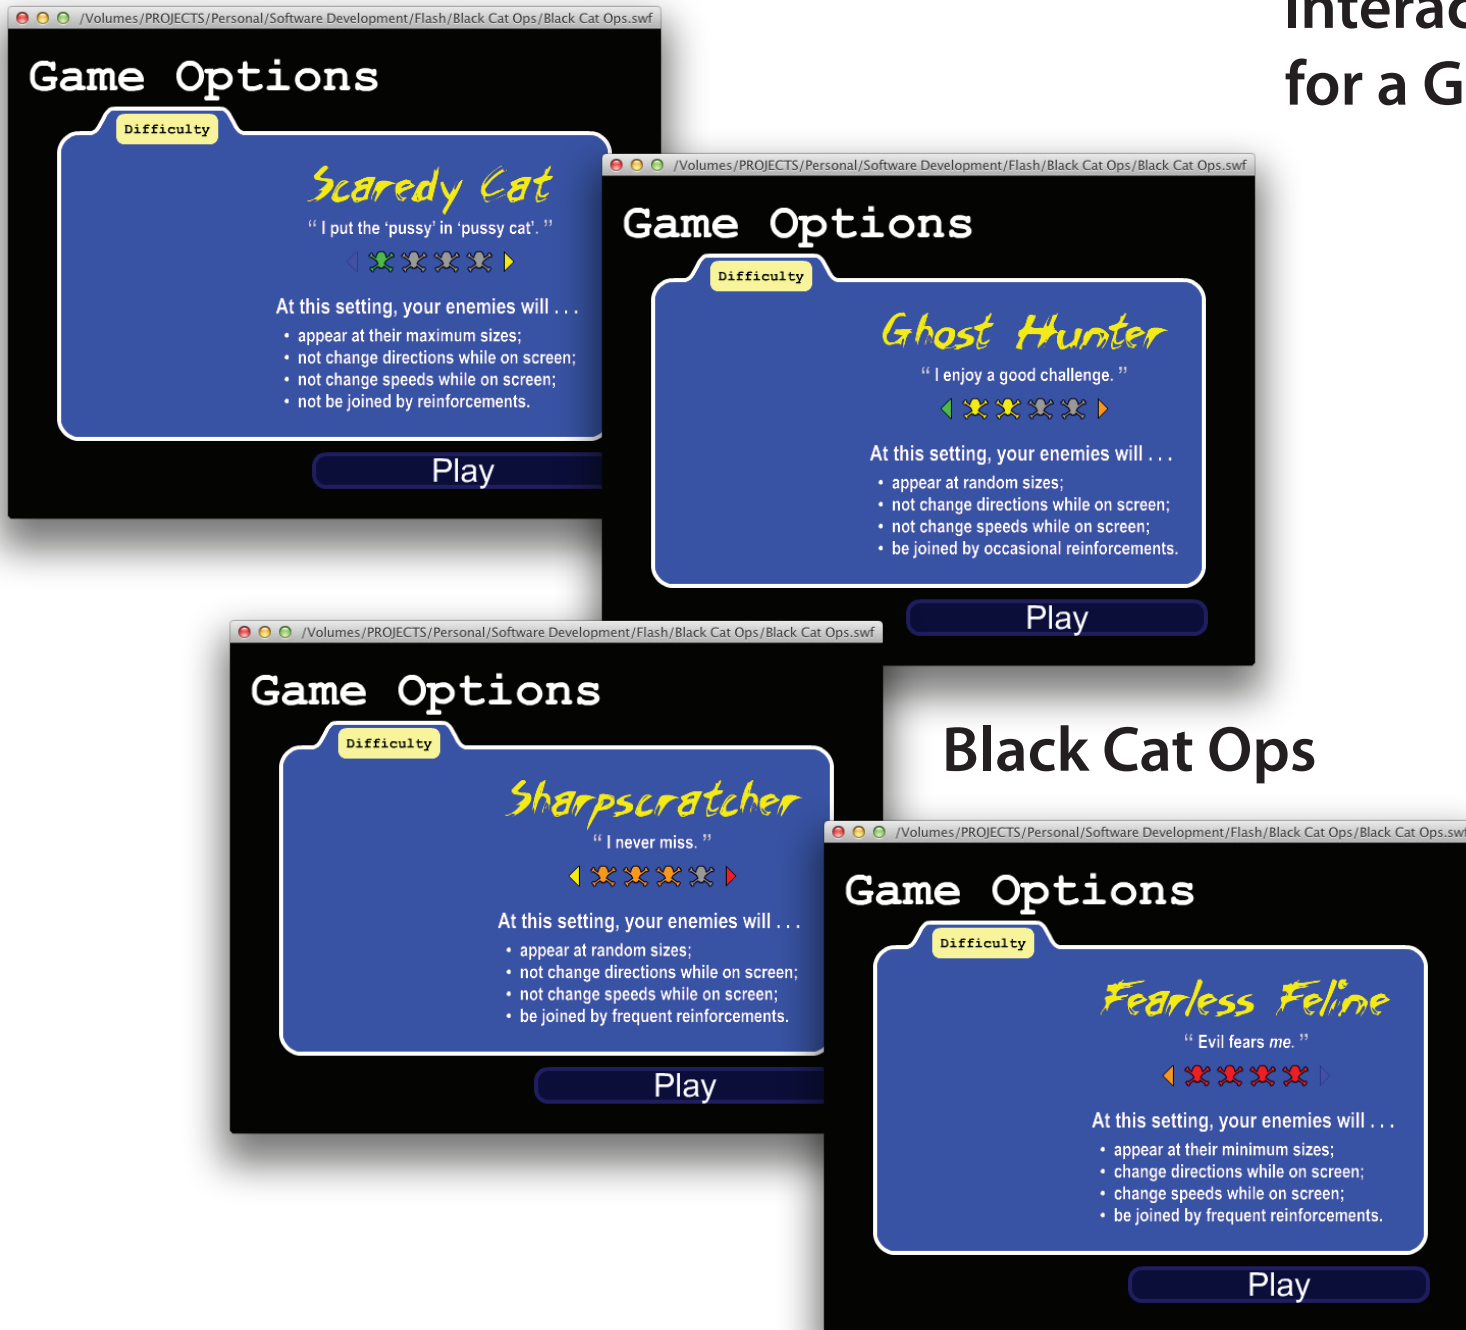 Interac
for a G
/Volumes/PROJECTS/Personal/Software Development/Flash/Black Cat Ops/Black Cat Ops.swf
Game Options
Difficulty
Scaredy Cat
“ I put the ‘pussy’ in ‘pussy cat’. ”
At this setting, your enemies will . . .
• appear at their maximum sizes;
• not change directions while on screen;
• not change speeds while on screen;
• not be joined by reinforcements.
Play
/Volumes/PROJECTS/Personal/Software Development/Flash/Black Cat Ops/Black Cat Ops.swf
Game Options
Difficulty
Ghost Hunter
“ I enjoy a good challenge. ”
At this setting, your enemies will . . .
• appear at random sizes;
• not change directions while on screen;
• not change speeds while on screen;
• be joined by occasional reinforcements.
Play
/Volumes/PROJECTS/Personal/Software Development/Flash/Black Cat Ops/Black Cat Ops.swf
Game Options
Difficulty
Sharpscratcher
“ I never miss. ”
At this setting, your enemies will . . .
• appear at random sizes;
• not change directions while on screen;
• not change speeds while on screen;
• be joined by frequent reinforcements.
Play
Black Cat Ops
/Volumes/PROJECTS/Personal/Software Development/Flash/Black Cat Ops/Black Cat Ops.swf
Game Options
Difficulty
Fearless Feline
“ Evil fears me. ”
At this setting, your enemies will . . .
• appear at their minimum sizes;
• change directions while on screen;
• change speeds while on screen;
• be joined by frequent reinforcements.
Play